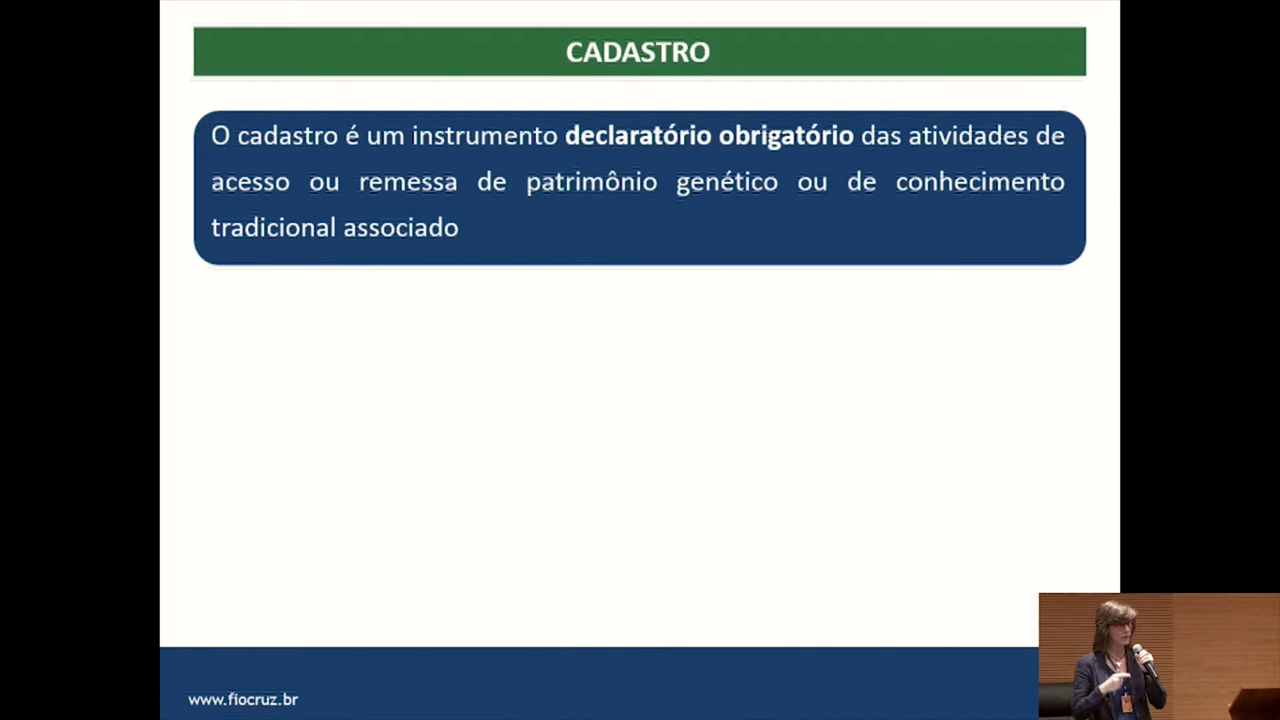 CADASTRO
O cadastro é um instrumento declaratório obrigatório das atividades de
acesso ou remessa de patrimônio genético ou de conhecimento
tradicional associado
www.fiocruz.br